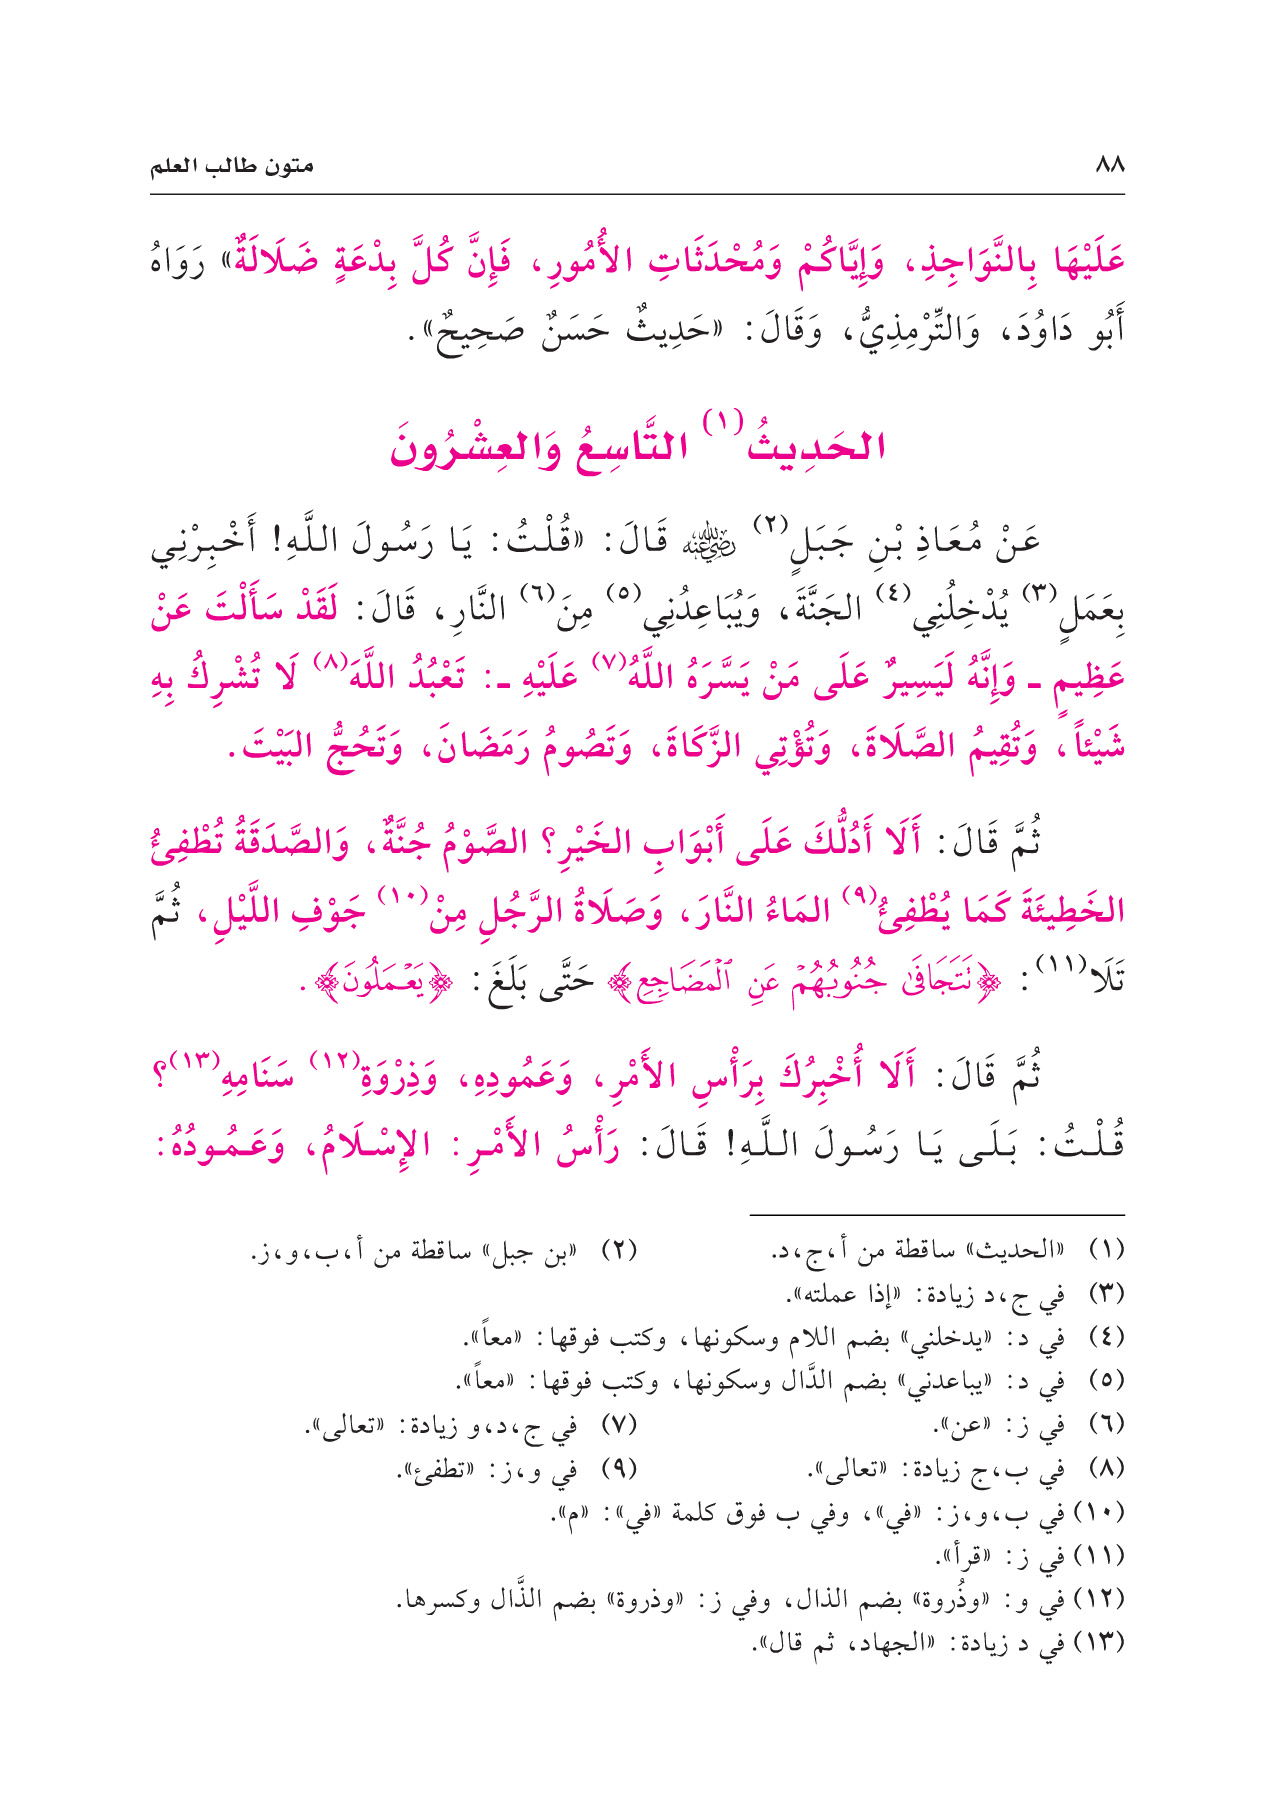 ٨٨ متون طالب العلم
عَلَيْهَا بِالنَّوَاجِذِ، وَإِيَّاكُمْ وَمُحْدَثَاتِ الأُمُورِ، فَإِنَّ كُلَّ بِدْعَةٍ ضَلَالَةٌ» رَوَاهُ
أَبُو دَاوُدَ، وَالتِّرْمِذِيُّ، وَقَالَ: «حَدِيثٌ حَسَنٌ صَحِيحٌ».
الحَدِيثُ(١) التَّاسِعُ وَالعِشْرُونَ
عَنْ مُعَاذِ بْنِ جَبَلٍ(٢) رضي الله عنه قَالَ: «قُلْتُ: يَا رَسُولَ اللَّهِ! أَخْبِرْنِي
بِعَمَلٍ(٣) يُدْخِلُنِي(٤) الجَنَّةَ، وَيُبَاعِدُنِي(٥) مِنَ(٦) النَّارِ، قَالَ: لَقَدْ سَأَلْتَ عَنْ
عَظِيمٍ ـ وَإِنَّهُ لَيَسِيرٌ عَلَى مَنْ يَسَّرَهُ اللَّهُ(٧) عَلَيْهِ ـ: تَعْبُدُ اللَّهَ(٨) لَا تُشْرِكُ بِهِ
شَيْئاً، وَتُقِيمُ الصَّلَاةَ، وَتُؤْتِي الزَّكَاةَ، وَتَصُومُ رَمَضَانَ، وَتَحُجُّ البَيْتَ.
ثُمَّ قَالَ: أَلَا أَدُلُّكَ عَلَى أَبْوَابِ الخَيْرِ؟ الصَّوْمُ جُنَّةٌ، وَالصَّدَقَةُ تُطْفِئُ
الخَطِيئَةَ كَمَا يُطْفِئُ(٩) المَاءُ النَّارَ، وَصَلَاةُ الرَّجُلِ مِنْ(١٠) جَوْفِ اللَّيْلِ، ثُمَّ
تَلَا(١١): ﴿نَتَجَافَىٰ جُنُوبُهُمْ عَنِ ٱلْمَضَاجِعِ﴾ حَتَّى بَلَغَ: ﴿يَعْمَلُونَ﴾.
ثُمَّ قَالَ: أَلَا أُخْبِرُكَ بِرَأْسِ الأَمْرِ، وَعَمُودِهِ، وَذِرْوَةِ(١٢) سَنَامِهِ(١٣)؟
قُلْتُ: بَلَى يَا رَسُولَ اللَّهِ! قَالَ: رَأْسُ الأَمْرِ: الإِسْلَامُ، وَعَمُودُهُ:
(١) «الحديث» ساقطة من أ،ج،د. (٢) «بن جبل» ساقطة من أ،ب،و،ز.
(٣) في ج،د زيادة: «إذا عملته».
(٤) في د: «يدخلني» بضم اللام وسكونها، وكتب فوقها: «معاً».
(٥) في د: «يباعدني» بضم الدَّال وسكونها، وكتب فوقها: «معاً».
(٦) في ز: «عن». (٧) في ج،د،و زيادة: «تعالى».
(٨) في ب،ج زيادة: «تعالى». (٩) في و،ز: «تطفئ».
(١٠) في ب،و،ز: «في»، وفي ب فوق كلمة «في»: «م».
(١١) في ز: «قرأ».
(١٢) في و: «وذُروة» بضم الذال، وفي ز: «وذروة» بضم الذَّال وكسرها.
(١٣) في د زيادة: «الجهاد، ثم قال».